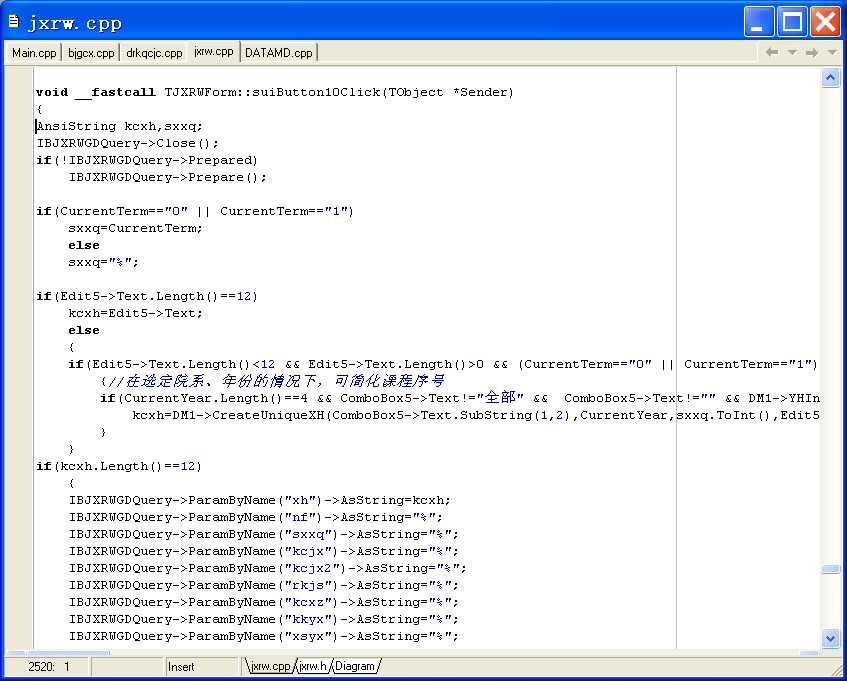 jxrw.cpp
Main.cpp bjgcx.cpp drkqcjc.cpp jxrw.cpp DATAMD.cpp
void __fastcall TJXRWForm::suiButton10Click(TObject *Sender)
{
AnsiString kcxh,sxxq;
IBJXRWGDQuery->Close();
if(!IBJXRWGDQuery->Prepared)
IBJXRWGDQuery->Prepare();
if(CurrentTerm=="0" || CurrentTerm=="1")
sxxq=CurrentTerm;
else
sxxq="%";
if(Edit5->Text.Length()==12)
kcxh=Edit5->Text;
else
{
if(Edit5->Text.Length()<12 && Edit5->Text.Length()>0 && (CurrentTerm=="0" || CurrentTerm=="1")
{//在选定院系、年份的情况下，可简化课程序号
if(CurrentYear.Length()==4 && ComboBox5->Text!="全部" && ComboBox5->Text!="" && DM1->YHIn
kcxh=DM1->CreateUniqueXH(ComboBox5->Text.SubString(1,2),CurrentYear,sxxq.ToInt(),Edit5
}
}
if(kcxh.Length()==12)
{
IBJXRWGDQuery->ParamByName("xh")->AsString=kcxh;
IBJXRWGDQuery->ParamByName("nf")->AsString="%";
IBJXRWGDQuery->ParamByName("sxxq")->AsString="%";
IBJXRWGDQuery->ParamByName("kcjx")->AsString="%";
IBJXRWGDQuery->ParamByName("kcjx2")->AsString="%";
IBJXRWGDQuery->ParamByName("rkjs")->AsString="%";
IBJXRWGDQuery->ParamByName("kcxz")->AsString="%";
IBJXRWGDQuery->ParamByName("kkyx")->AsString="%";
IBJXRWGDQuery->ParamByName("xsyx")->AsString="%";
2520: 1 Insert jxrw.cpp jxrw.h Diagram